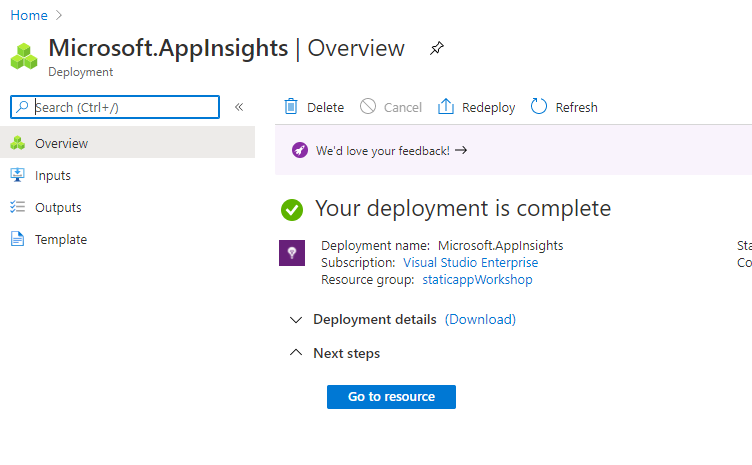 Home
Microsoft.AppInsights | Overview
Deployment
Search (Ctrl+/)
«
Delete
Cancel
Redeploy
Refresh
Overview
Inputs
Outputs
Template
We'd love your feedback! →
Your deployment is complete
Deployment name: Microsoft.AppInsights
Subscription: Visual Studio Enterprise
Resource group: staticappWorkshop
Sta
Co
Deployment details (Download)
Next steps
Go to resource